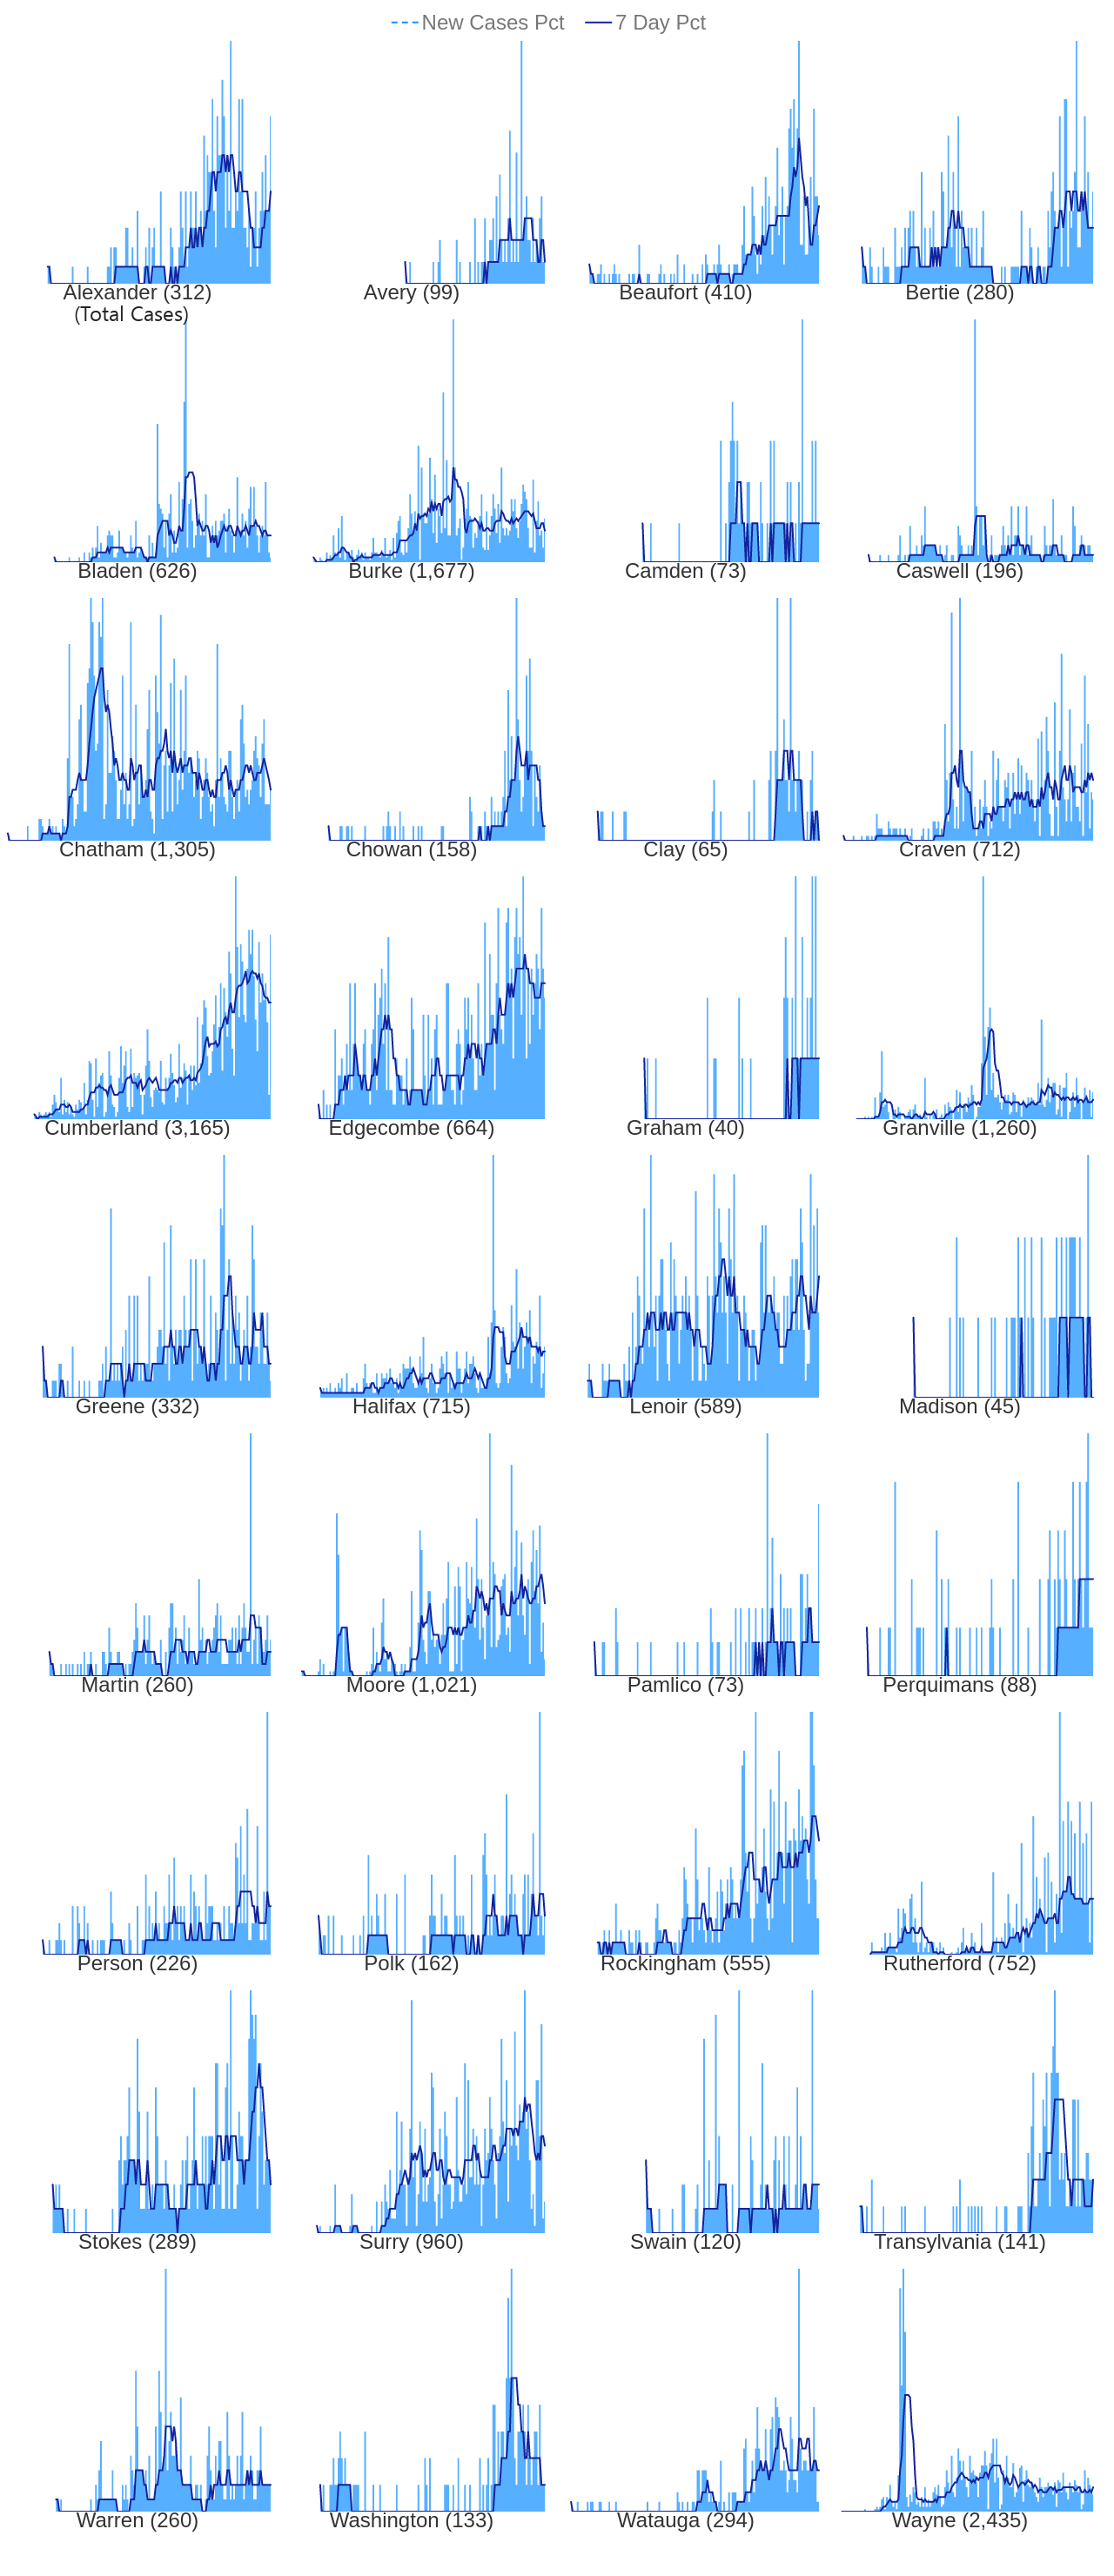 New Cases Pct 7 Day Pct
Alexander (312) Avery (99) Beaufort (410) Bertie (280)
(Total Cases)
Bladen (626) Burke (1,677) Camden (73) Caswell (196)
Chatham (1,305) Chowan (158) Clay (65) Craven (712)
Cumberland (3,165) Edgecombe (664) Graham (40) Granville (1,260)
Greene (332) Halifax (715) Lenoir (589) Madison (45)
Martin (260) Moore (1,021) Pamlico (73) Perquimans (88)
Person (226) Polk (162) Rockingham (555) Rutherford (752)
Stokes (289) Surry (960) Swain (120) Transylvania (141)
Warren (260) Washington (133) Watauga (294) Wayne (2,435)